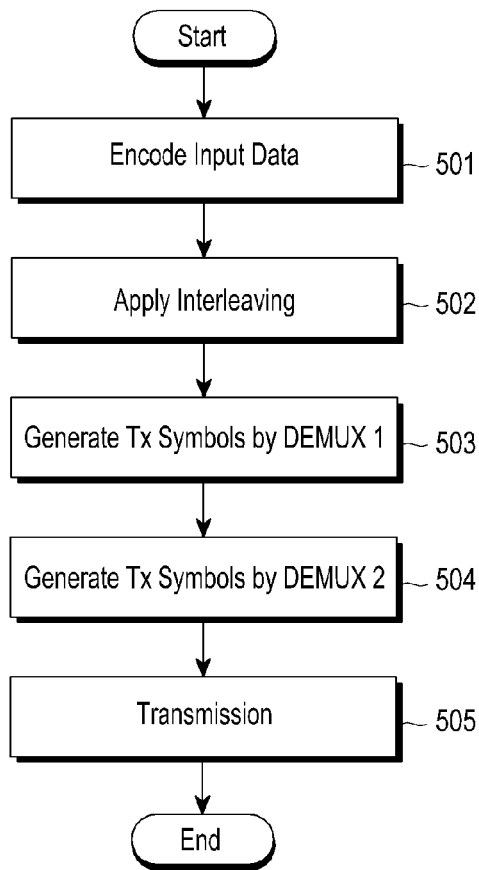 Start
Encode Input Data
501
Apply Interleaving
502
Generate Tx Symbols by DEMUX 1
503
Generate Tx Symbols by DEMUX 2
504
Transmission
505
End